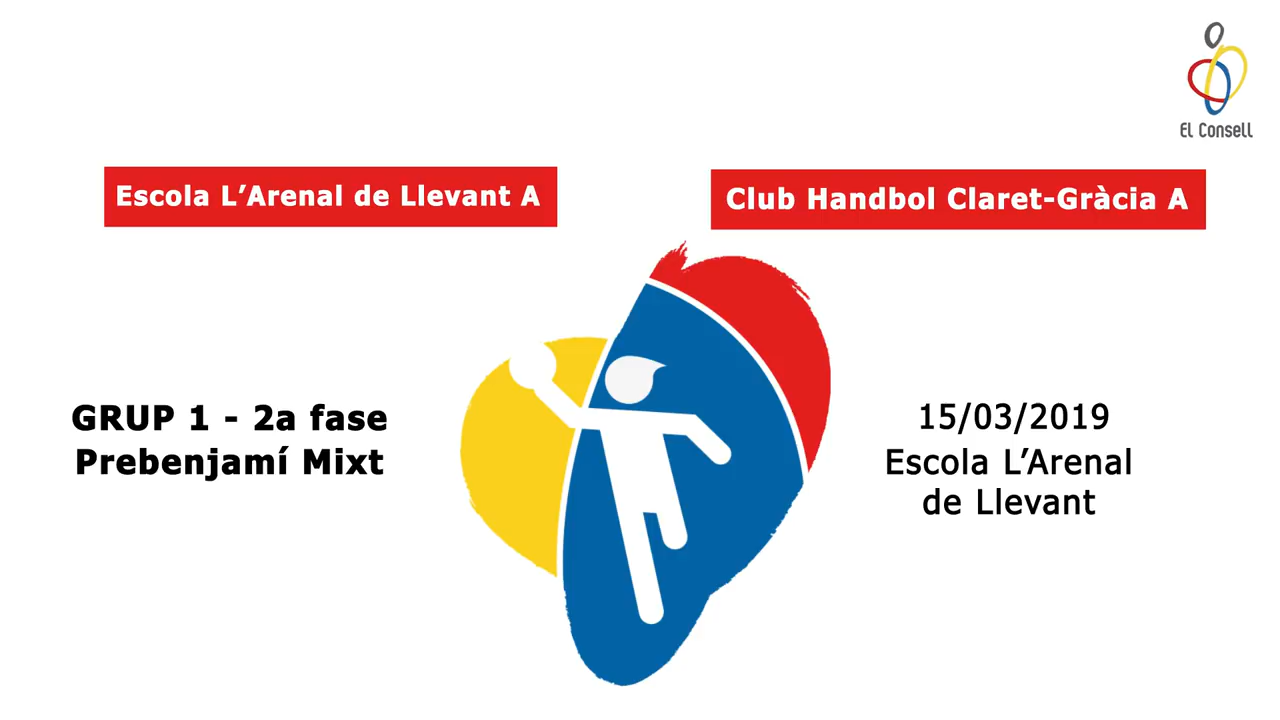 El Consell
Escola L’Arenal de Llevant A
Club Handbol Claret-Gràcia A
GRUP 1 - 2a fase
Prebenjamí Mixt
15/03/2019
Escola L’Arenal
de Llevant